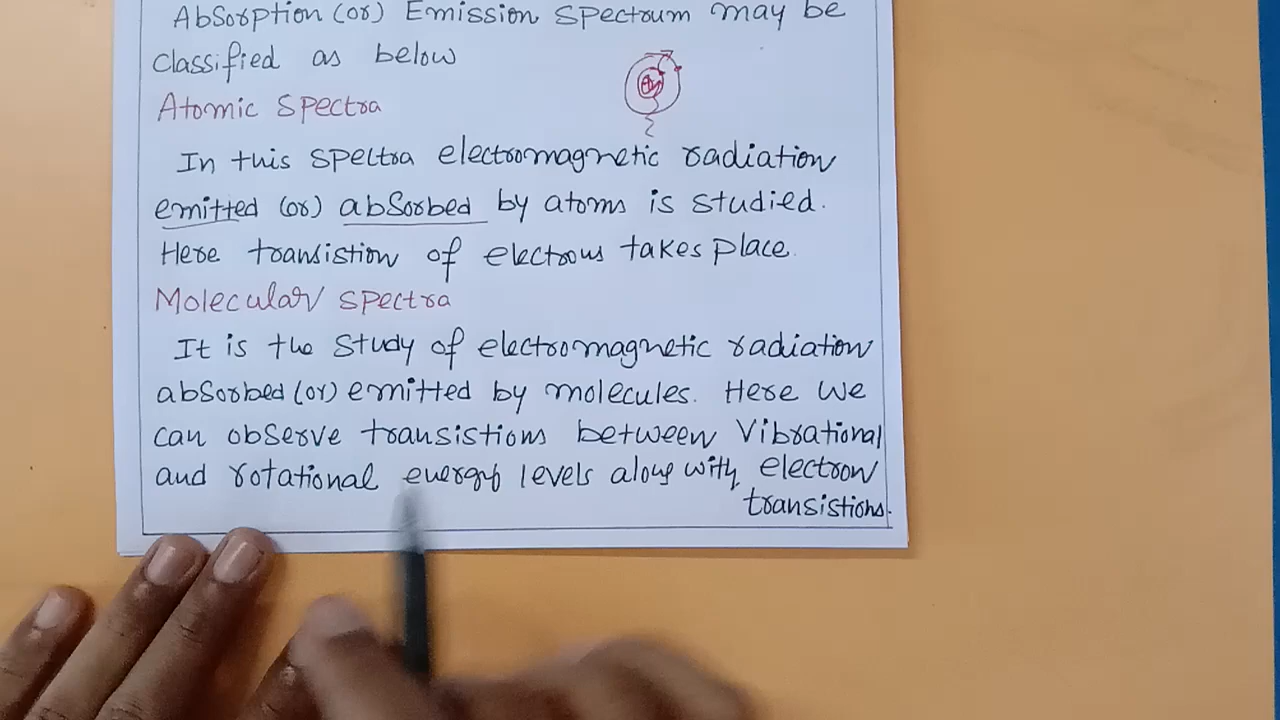 Absorption (or) Emission spectrum may be
classified as below
Atomic Spectra
In this spectra electromagnetic radiation
emitted (or) absorbed by atoms is studied.
Here transistion of electrons takes place.
Molecular spectra
It is the study of electromagnetic radiation
absorbed (or) emitted by molecules. Here we
can observe transistions between Vibrational
and rotational energy levels along with electron
transistions.